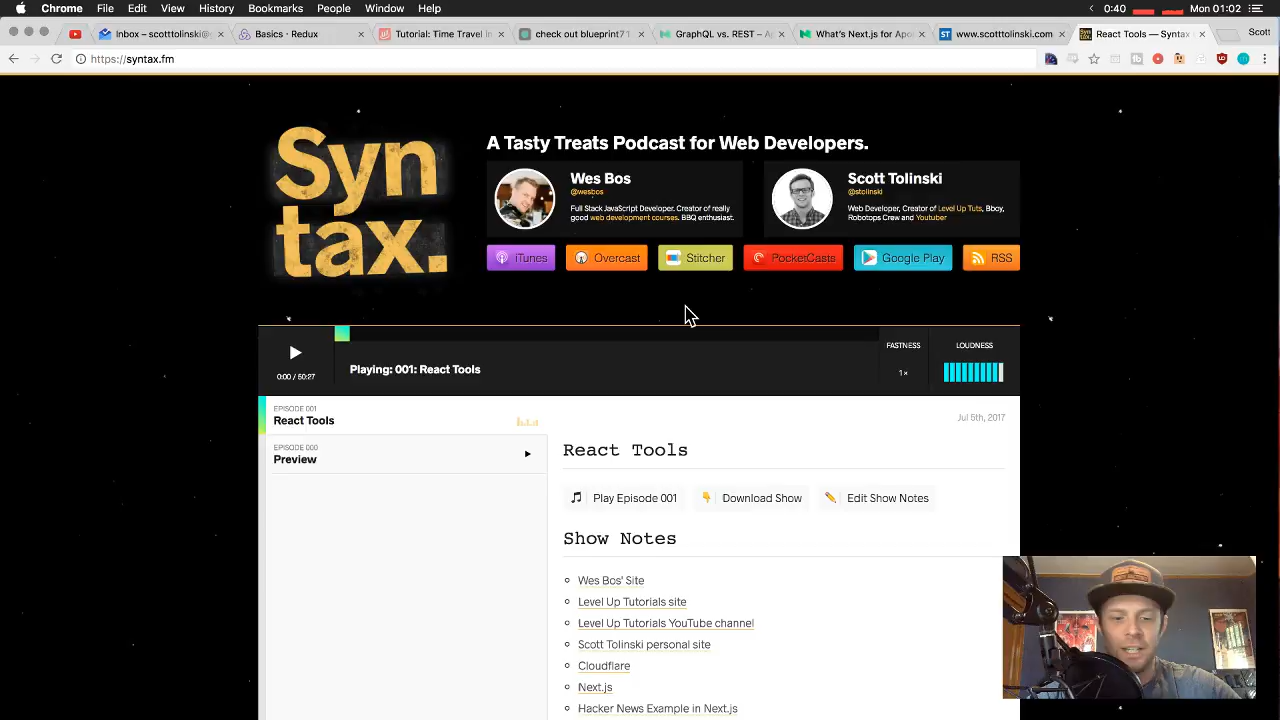 Chrome File Edit View History Bookmarks People Window Help 0:40 Mon 01:02
Inbox – scotttolinski@g Basics · Redux Tutorial: Time Travel in check out blueprint71 GraphQL vs. REST – Ap What's Next.js for Apol www.scotttolinski.com React Tools — Syntax Scott
https://syntax.fm
Syn
tax.
A Tasty Treats Podcast for Web Developers.
Wes Bos
@wesbos
Full Stack JavaScript Developer. Creator of really
good web development courses. BBQ enthusiast.
Scott Tolinski
@stolinski
Web Developer, Creator of Level Up Tuts, Bboy,
Robotops Crew and Youtuber
iTunes Overcast Stitcher PocketCasts Google Play RSS
0:00 / 50:27
Playing: 001: React Tools
FASTNESS
1×
LOUDNESS
EPISODE 001
React Tools
EPISODE 000
Preview
Jul 5th, 2017
React Tools
Play Episode 001 Download Show Edit Show Notes
Show Notes
Wes Bos' Site
Level Up Tutorials site
Level Up Tutorials YouTube channel
Scott Tolinski personal site
Cloudflare
Next.js
Hacker News Example in Next.js